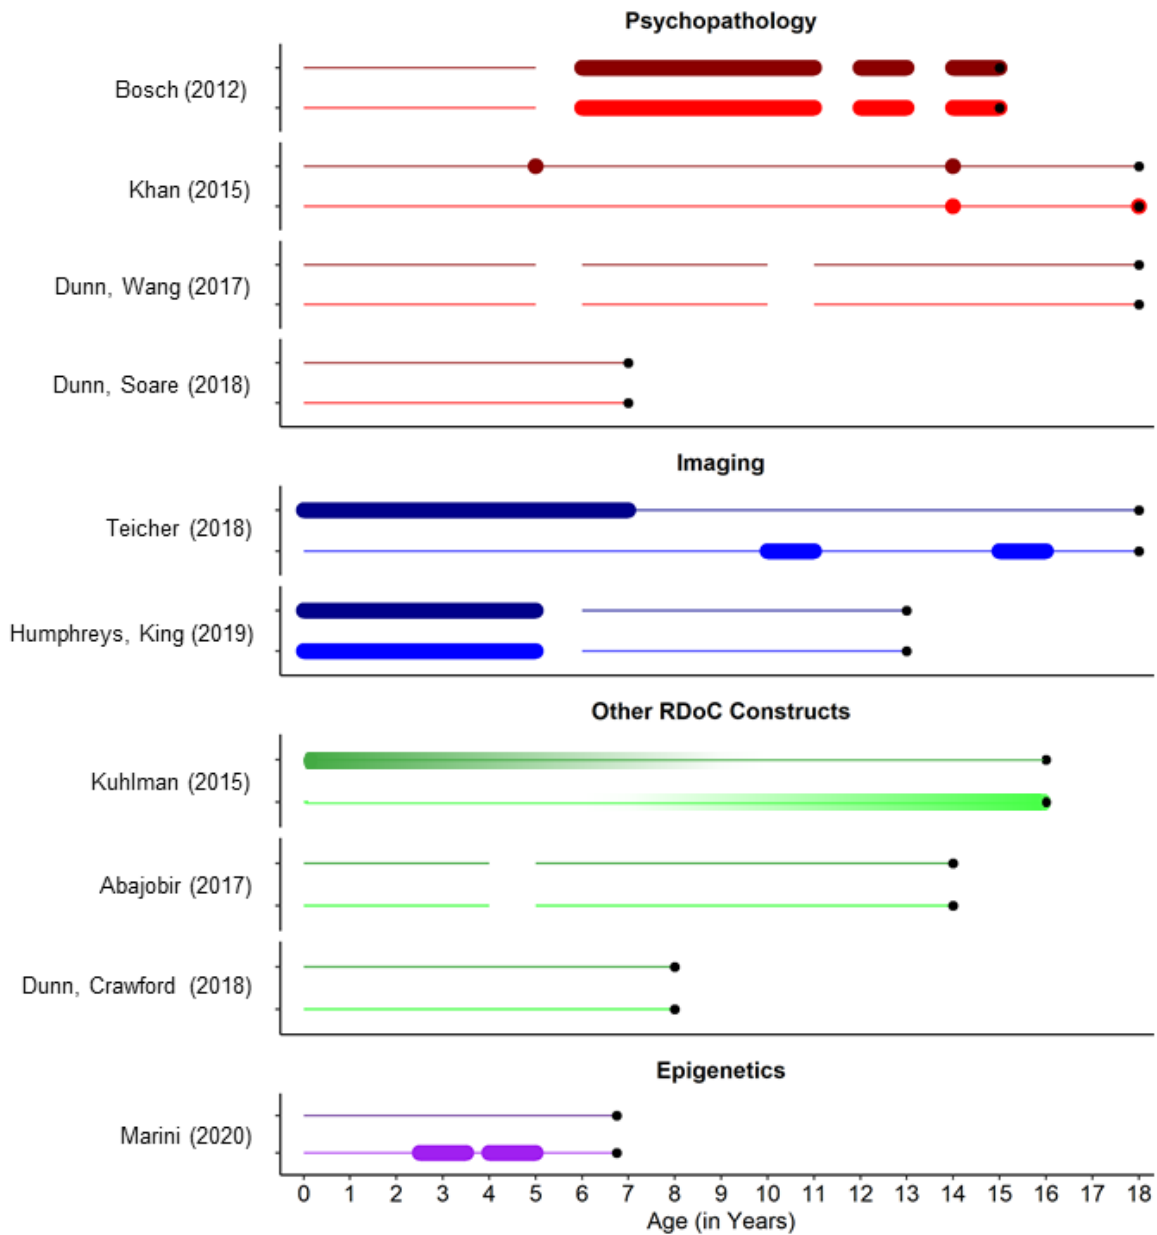 Psychopathology
Bosch (2012)
Khan (2015)
Dunn, Wang (2017)
Dunn, Soare (2018)
Imaging
Teicher (2018)
Humphreys, King (2019)
Other RDoC Constructs
Kuhlman (2015)
Abajobir (2017)
Dunn, Crawford (2018)
Epigenetics
Marini (2020)
0 1 2 3 4 5 6 7 8 9 10 11 12 13 14 15 16 17 18
Age (in Years)